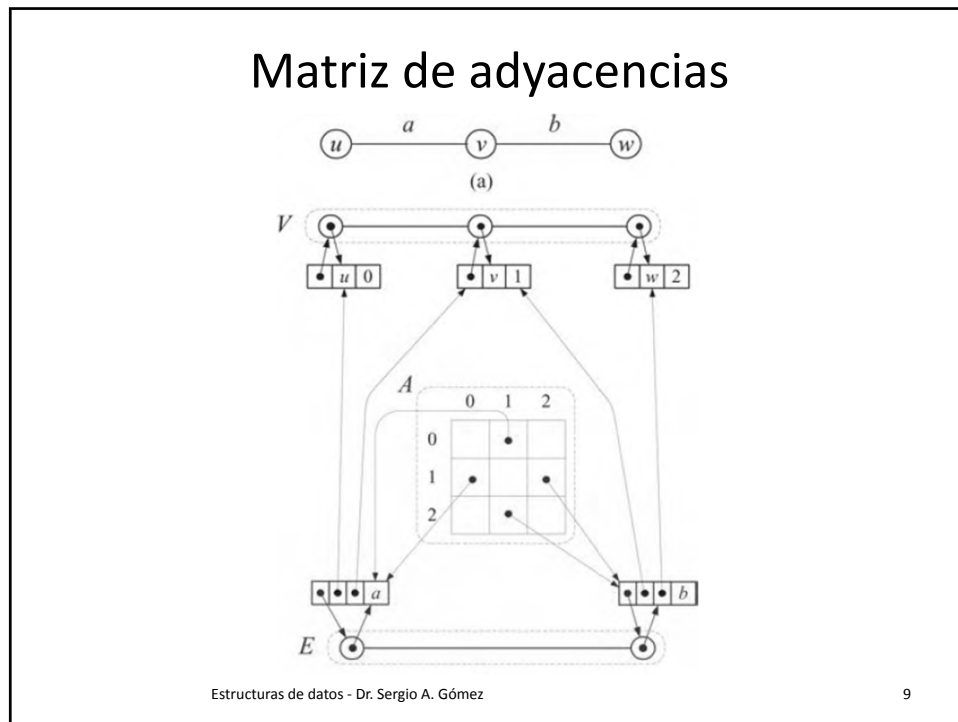 Matriz de adyacencias
a b
u v w
(a)
V
u 0 v 1 w 2
A
0 1 2
0
1
2
a b
E
Estructuras de datos - Dr. Sergio A. Gómez 9